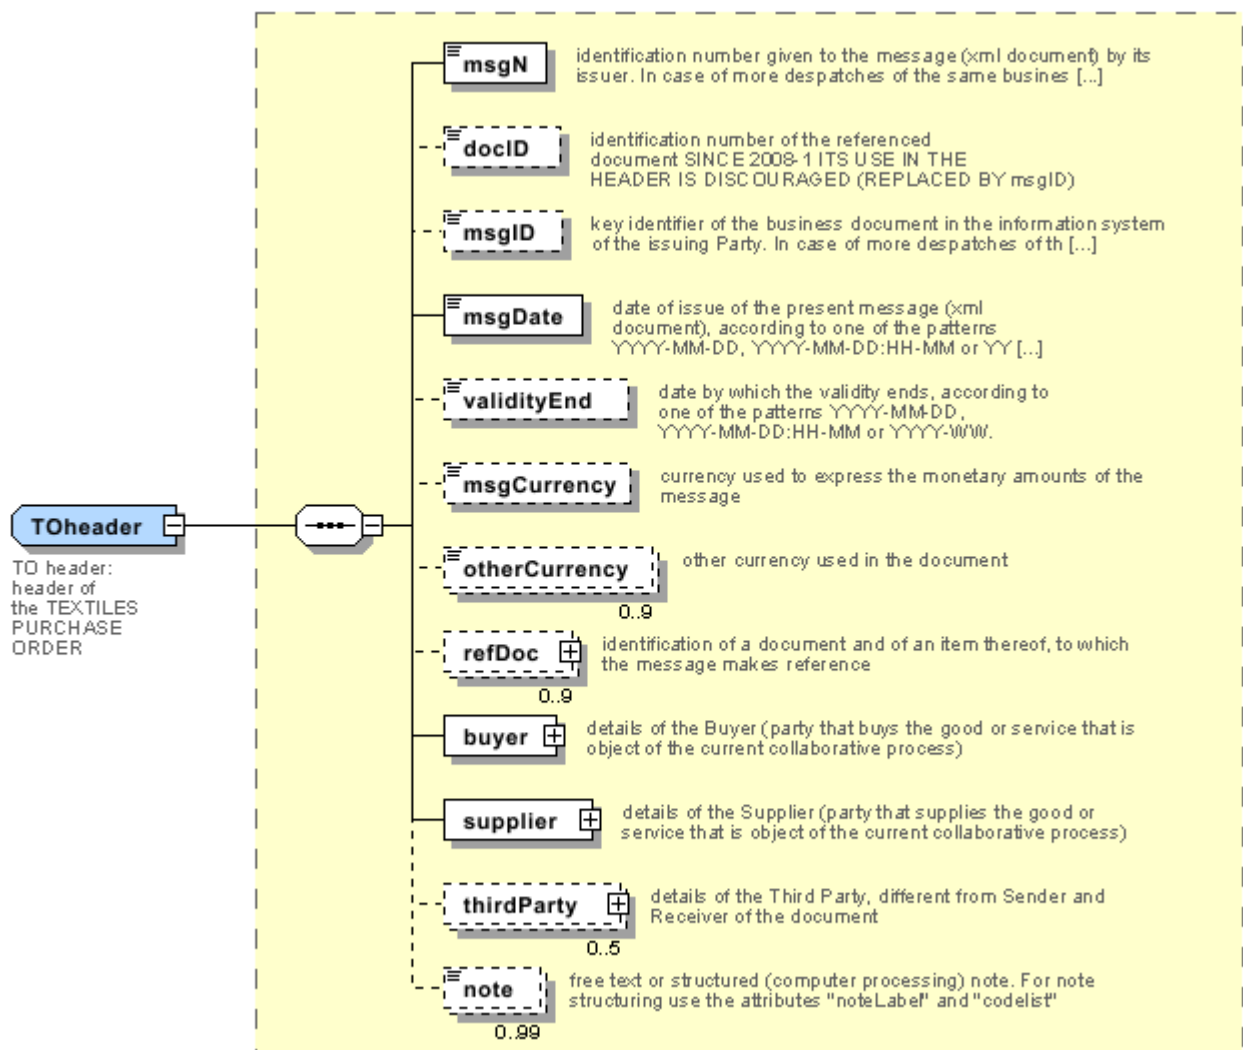 msgN
identification number given to the message (xml document) by its
issuer. In case of more despatches of the same busines [...]
docID
identification number of the referenced
document SINCE 2008-1 ITS USE IN THE
HEADER IS DISCOURAGED (REPLACED BY msgID)
msgID
key identifier of the business document in the information system
of the issuing Party. In case of more despatches of th [...]
msgDate
date of issue of the present message (xml
document), according to one of the patterns
YYYY-MM-DD, YYYY-MM-DD:HH-MM or YY [...]
validityEnd
date by which the validity ends, according to
one of the patterns YYYY-MM-DD,
YYYY-MM-DD:HH-MM or YYYY-WW.
msgCurrency
currency used to express the monetary amounts of the
message
TOheader
TO header:
header of
the TEXTILES
PURCHASE
ORDER
otherCurrency
other currency used in the document
0..9
refDoc
identification of a document and of an item thereof, to which
the message makes reference
0..9
buyer
details of the Buyer (party that buys the good or service that is
object of the current collaborative process)
supplier
details of the Supplier (party that supplies the good or
service that is object of the current collaborative process)
thirdParty
details of the Third Party, different from Sender and
Receiver of the document
0..5
note
free text or structured (computer processing) note. For note
structuring use the attributes "noteLabel" and "codelist"
0..99